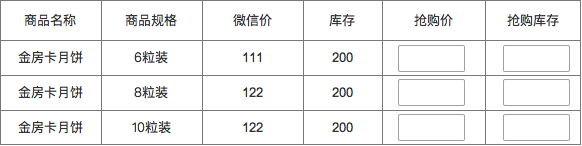 商品名称 商品规格 微信价 库存 抢购价 抢购库存
金房卡月饼 6粒装 111 200
金房卡月饼 8粒装 122 200
金房卡月饼 10粒装 122 200